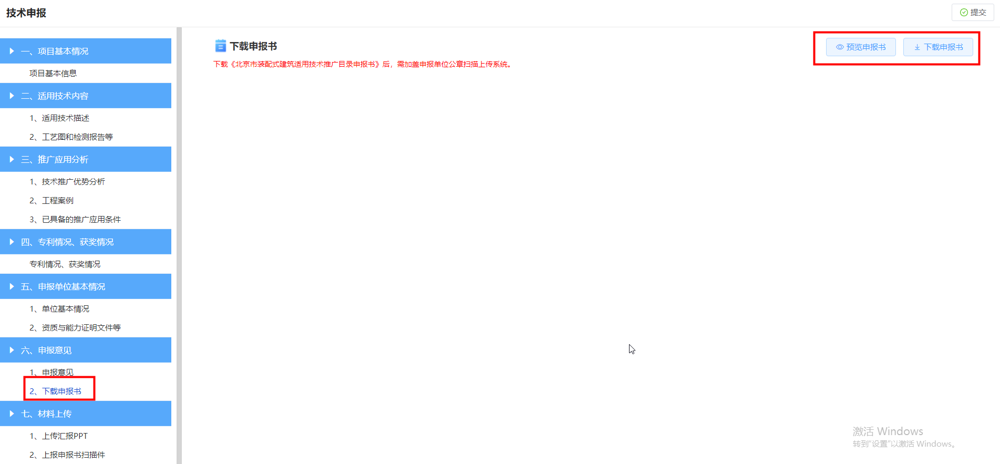 技术申报
提交
一、项目基本情况
项目基本信息
二、适用技术内容
1、适用技术描述
2、工艺图和检测报告等
三、推广应用分析
1、技术推广优势分析
2、工程案例
3、已具备的推广应用条件
四、专利情况、获奖情况
专利情况、获奖情况
五、申报单位基本情况
1、单位基本情况
2、资质与能力证明文件等
六、申报意见
1、申报意见
2、下载申报书
七、材料上传
1、上传汇报PPT
2、上报申报书扫描件
下载申报书
预览申报书
下载申报书
下载《北京市装配式建筑适用技术推广目录申报书》后，需加盖申报单位公章扫描上传系统。
激活 Windows
转到“设置”以激活 Windows。